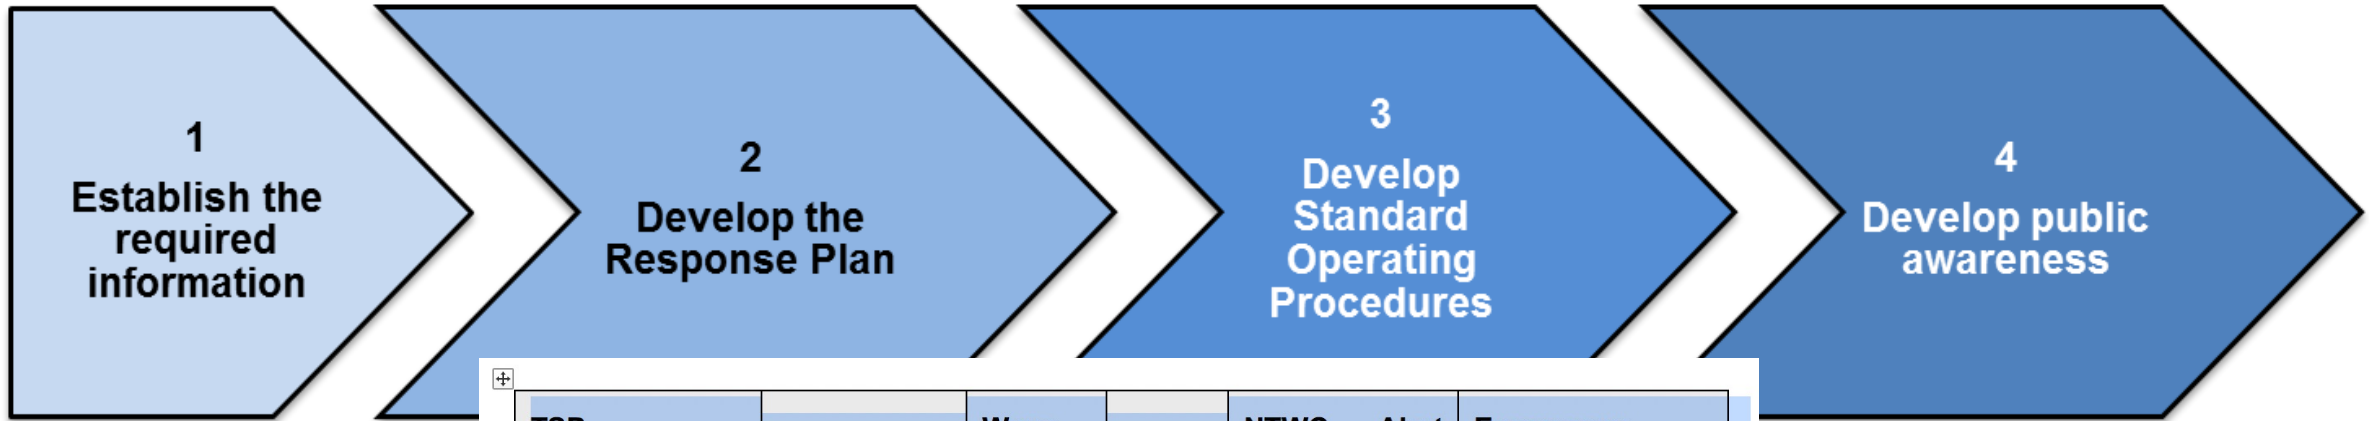 1
Establish the
required
information
2
Develop the
Response Plan
3
Develop
Standard
Operating
Procedures
4
Develop public
awareness